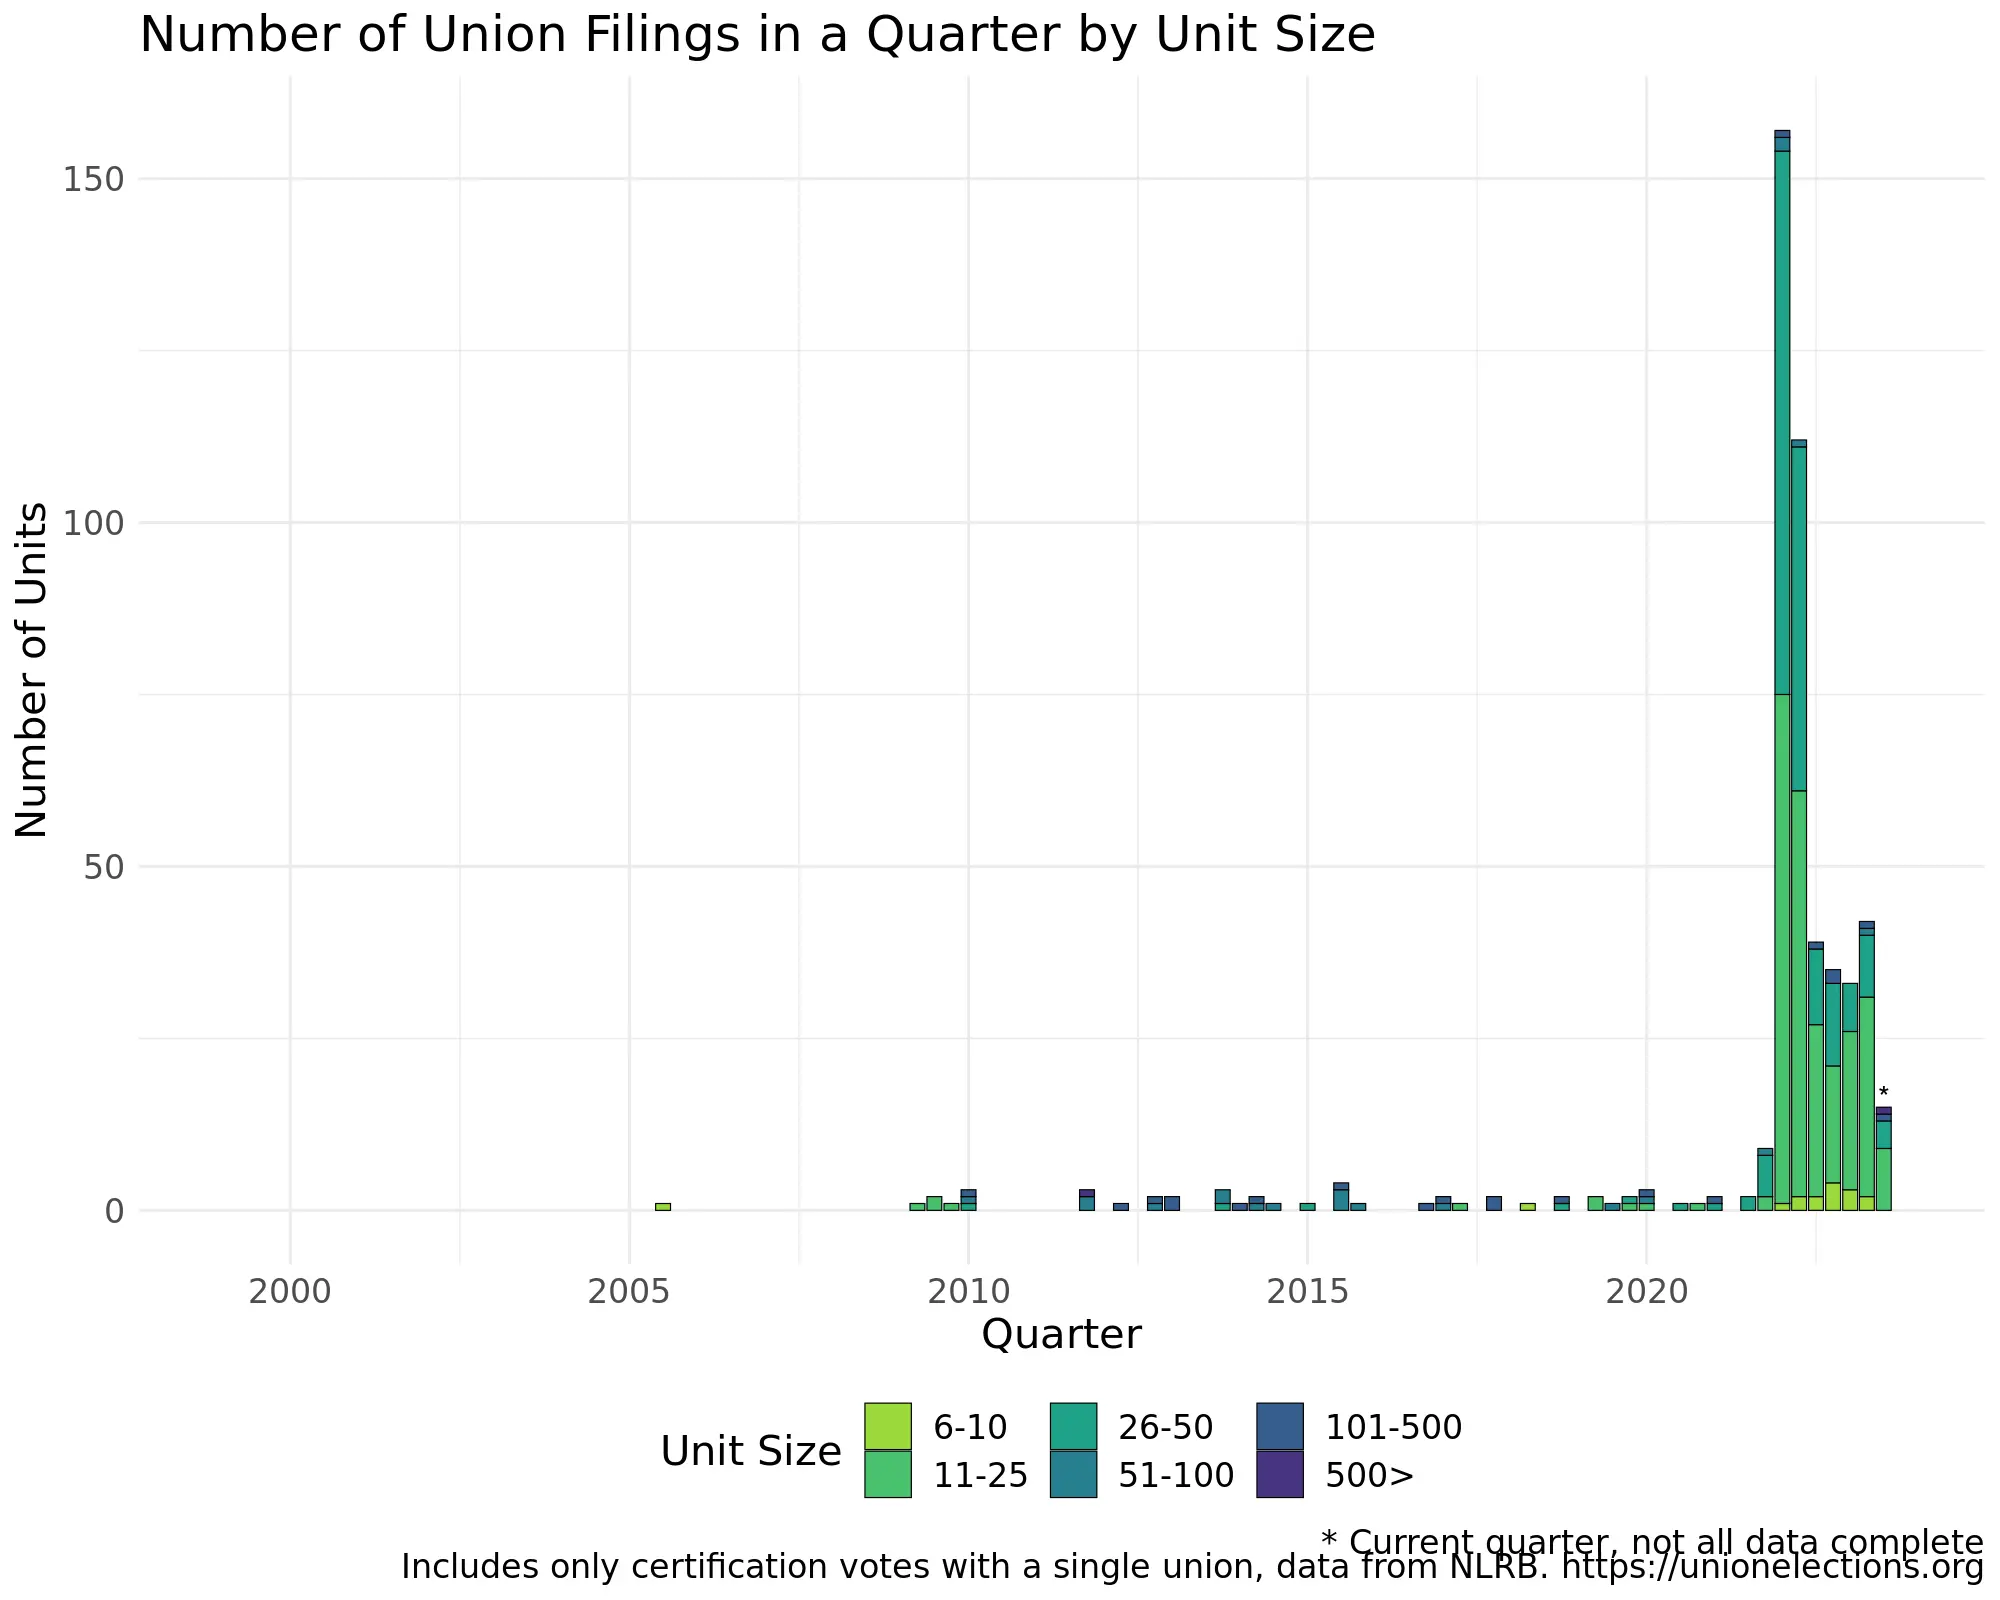 Number of Union Filings in a Quarter by Unit Size
Number of Units
150
100
50
0
*
2000 2005 2010 2015 2020
Quarter
Unit Size
6-10 26-50 101-500
11-25 51-100 500>
* Current quarter, not all data complete
Includes only certification votes with a single union, data from NLRB. https://unionelections.org